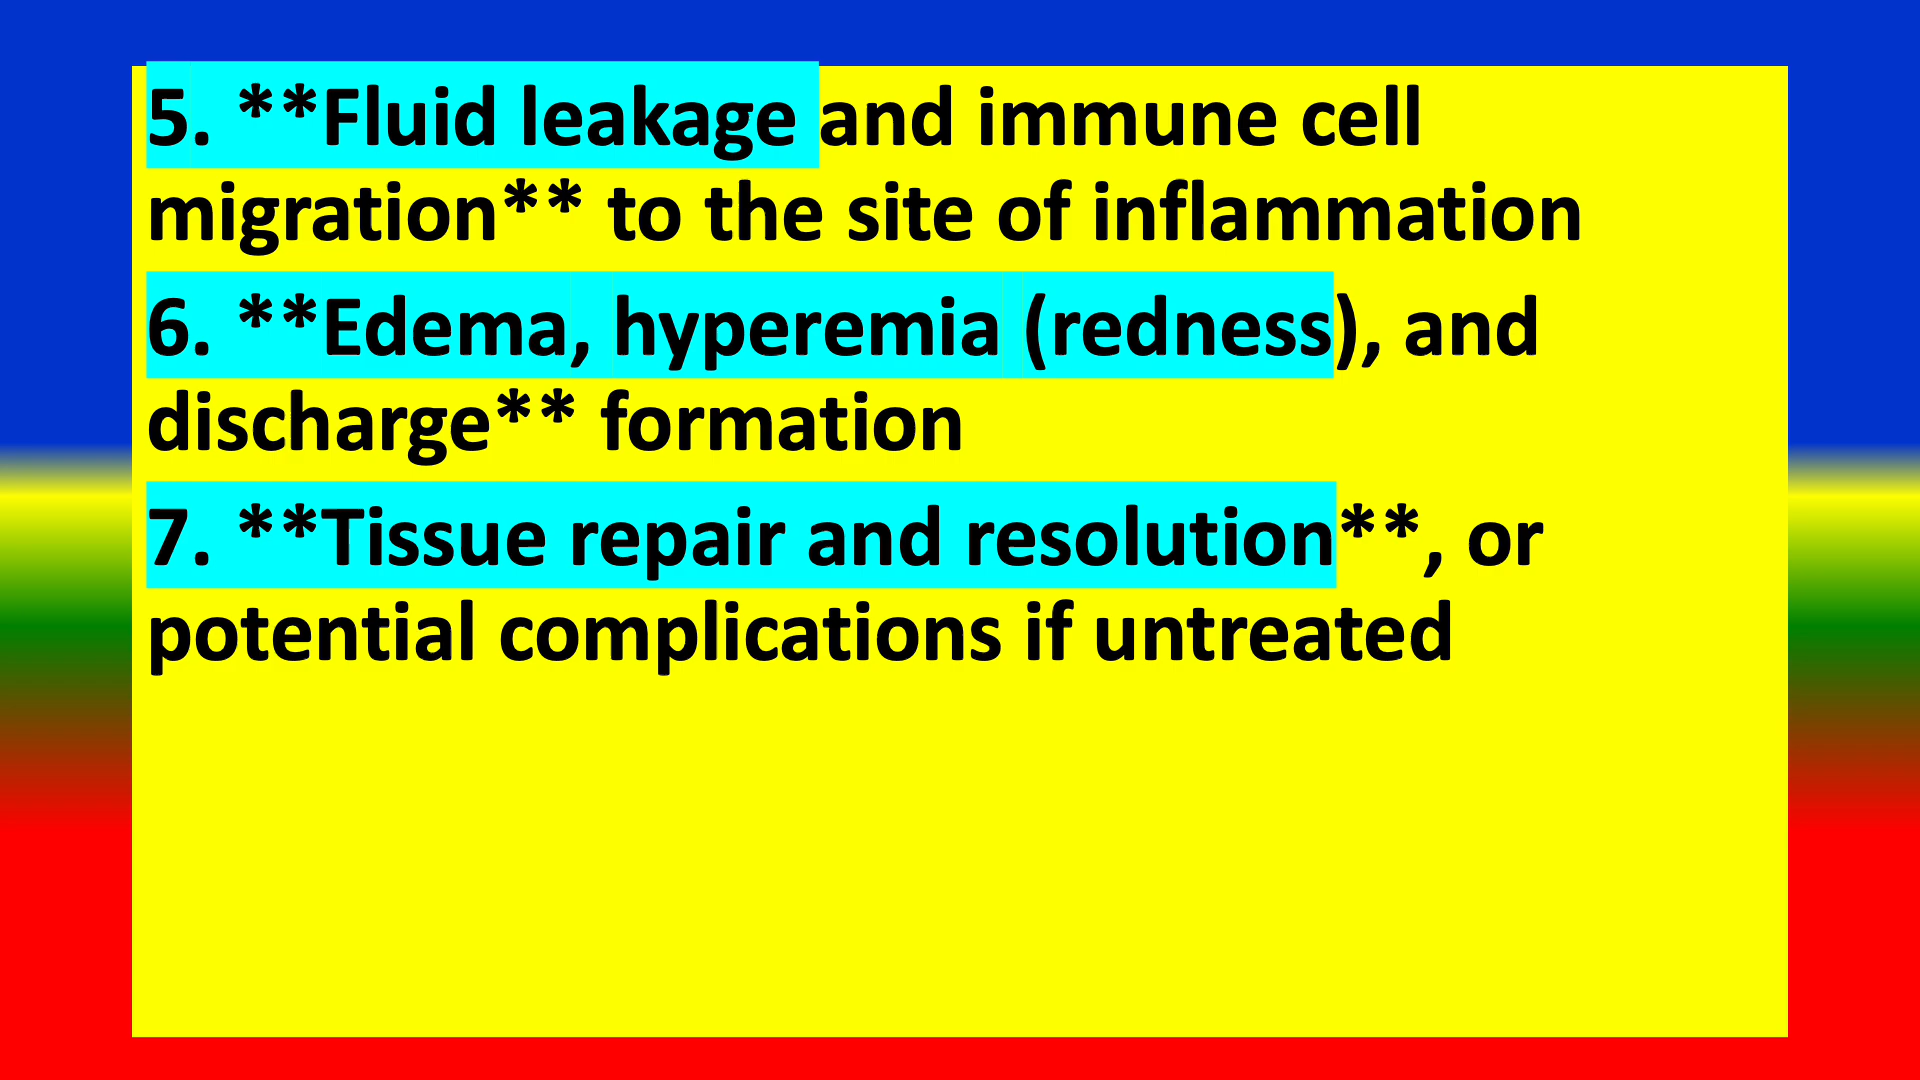 5. **Fluid leakage and immune cell
migration** to the site of inflammation
6. **Edema, hyperemia (redness), and
discharge** formation
7. **Tissue repair and resolution**, or
potential complications if untreated